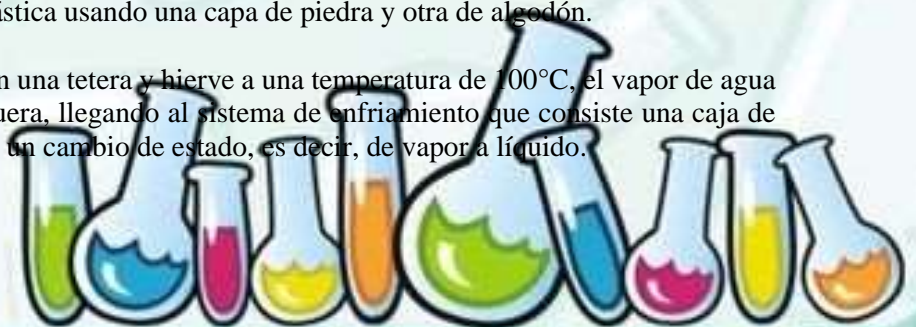 ástica usando una capa de piedra y otra de algodón.
n una tetera y hierve a una temperatura de 100°C, el vapor de agua
uera, llegando al sistema de enfriamiento que consiste una caja de
un cambio de estado, es decir, de vapor a líquido.